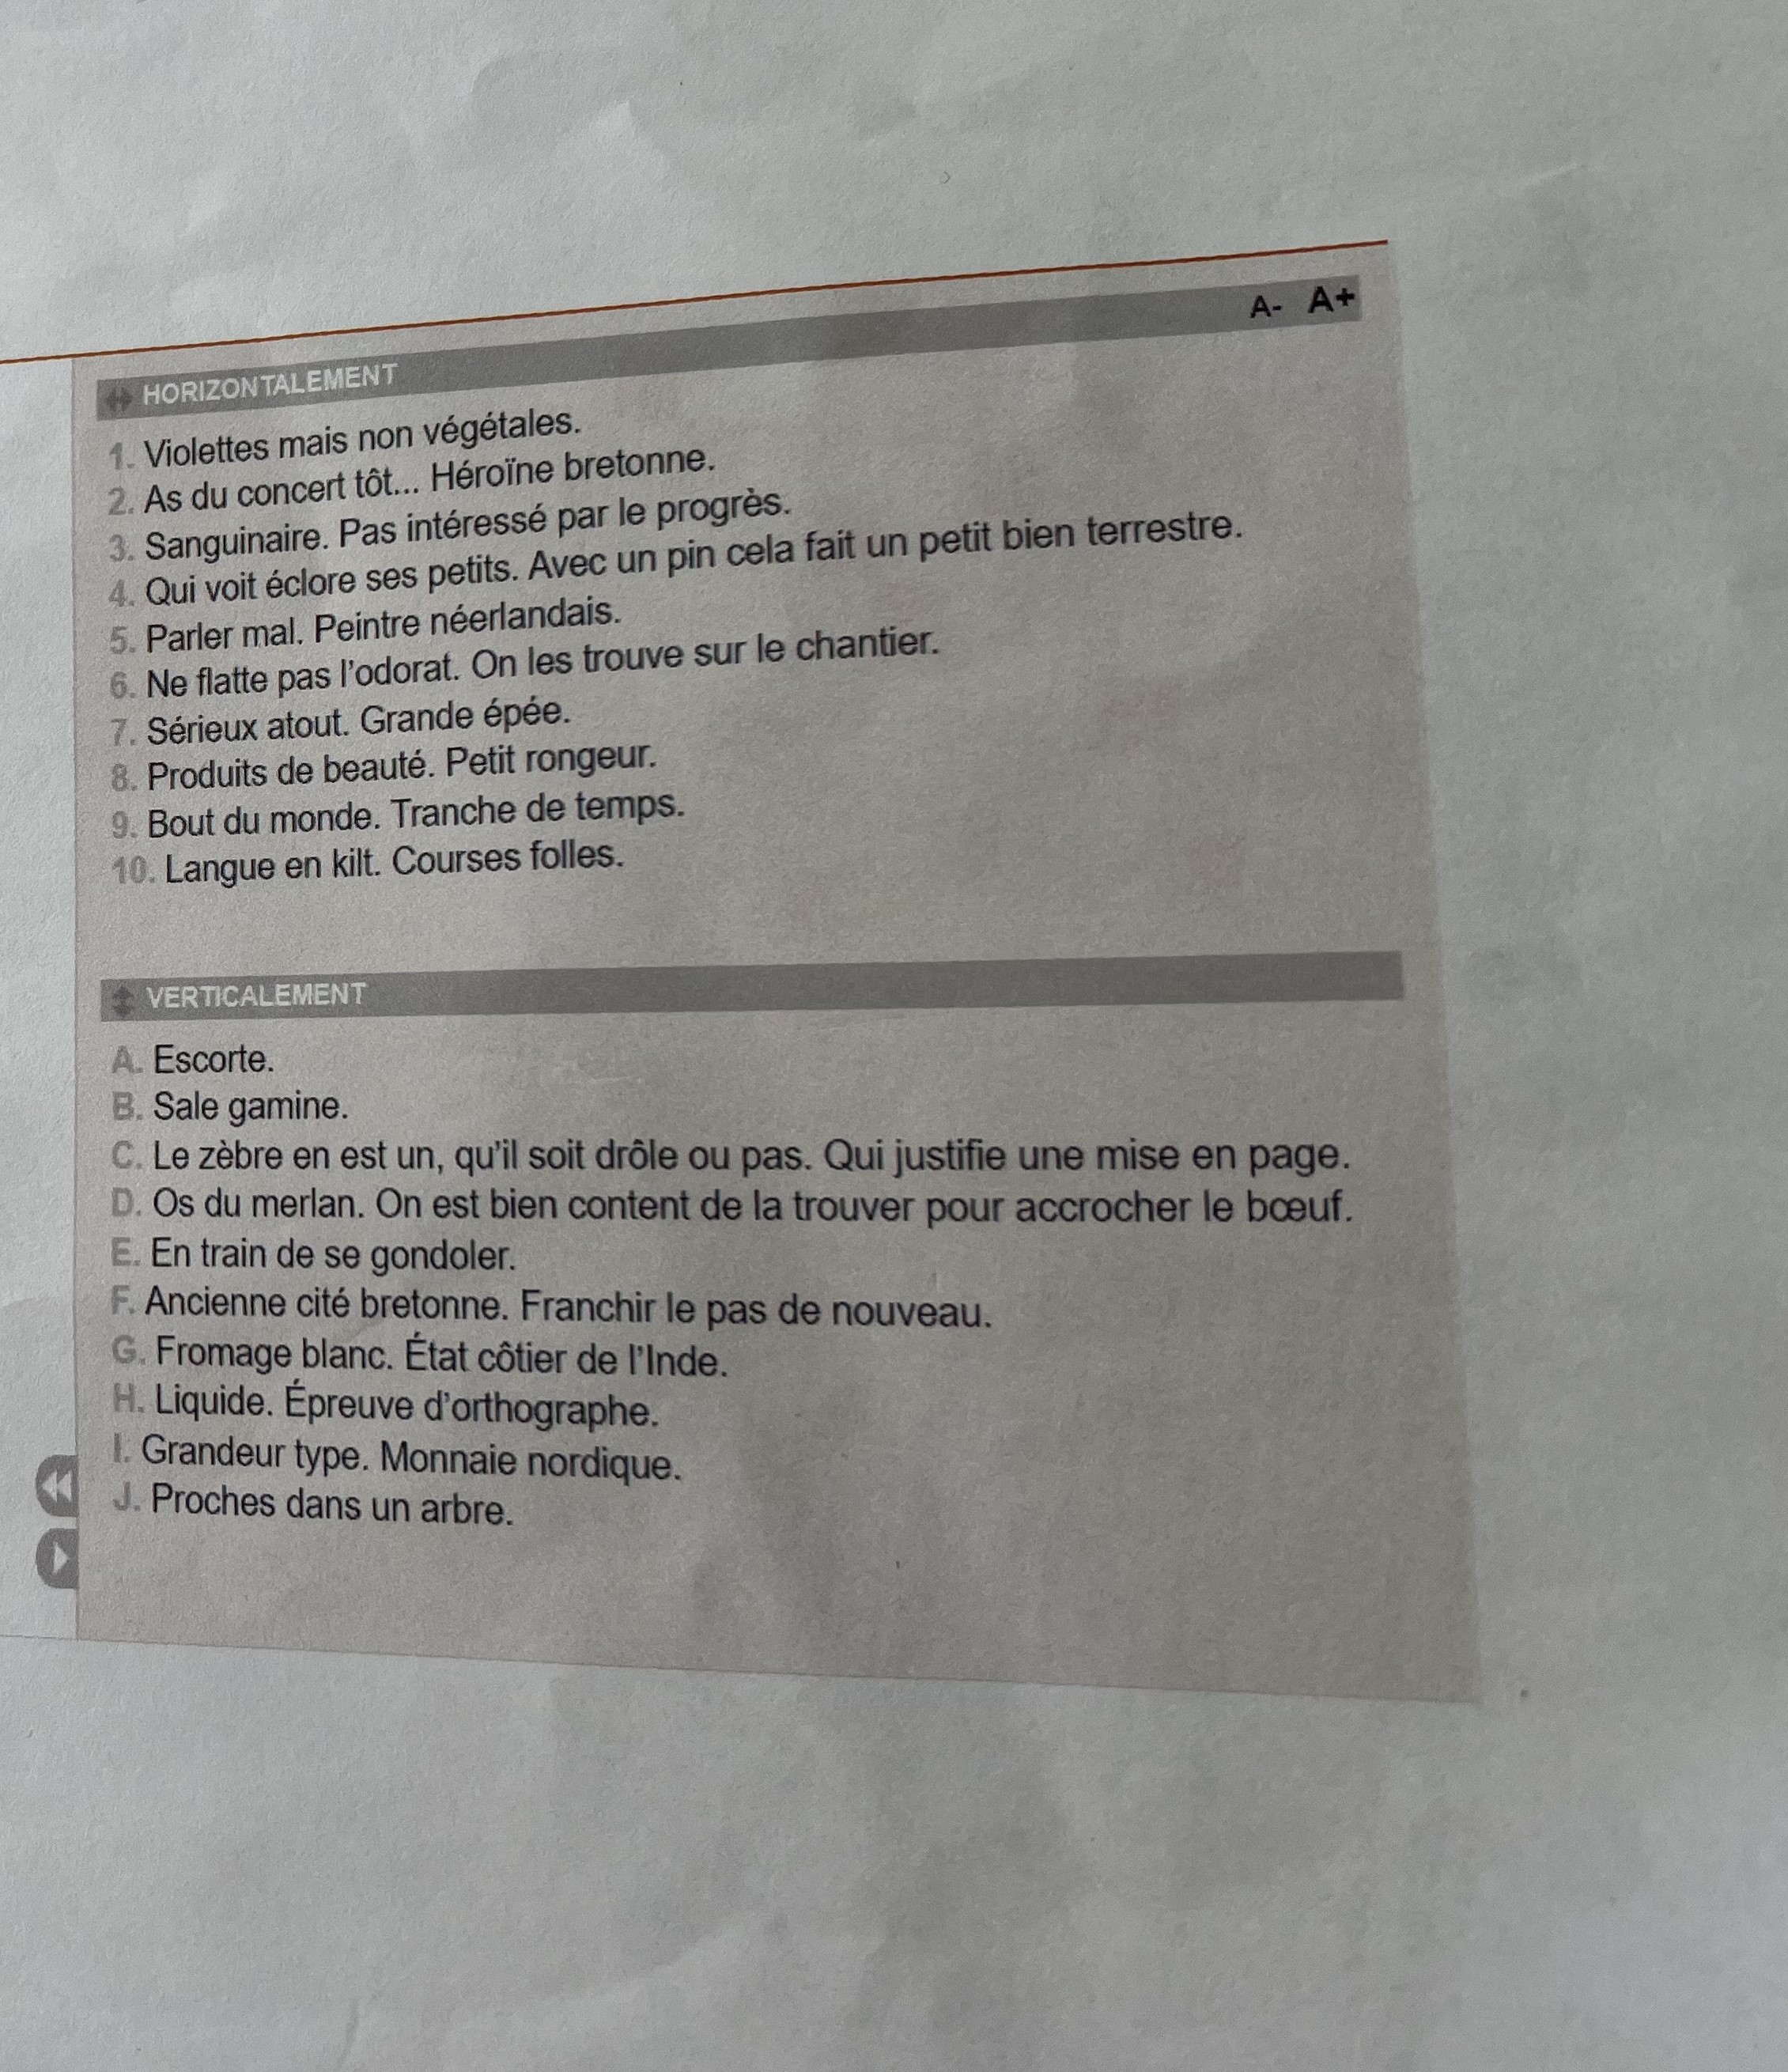 A- A+
HORIZONTALEMENT
1. Violettes mais non végétales.
2. As du concert tôt... Héroïne bretonne.
3. Sanguinaire. Pas intéressé par le progrès.
4. Qui voit éclore ses petits. Avec un pin cela fait un petit bien terrestre.
5. Parler mal. Peintre néerlandais.
6. Ne flatte pas l'odorat. On les trouve sur le chantier.
7. Sérieux atout. Grande épée.
8. Produits de beauté. Petit rongeur.
9. Bout du monde. Tranche de temps.
10. Langue en kilt. Courses folles.
VERTICALEMENT
A. Escorte.
B. Sale gamine.
C. Le zèbre en est un, qu'il soit drôle ou pas. Qui justifie une mise en page.
D. Os du merlan. On est bien content de la trouver pour accrocher le bœuf.
E. En train de se gondoler.
F. Ancienne cité bretonne. Franchir le pas de nouveau.
G. Fromage blanc. État côtier de l'Inde.
H. Liquide. Épreuve d'orthographe.
I. Grandeur type. Monnaie nordique.
J. Proches dans un arbre.